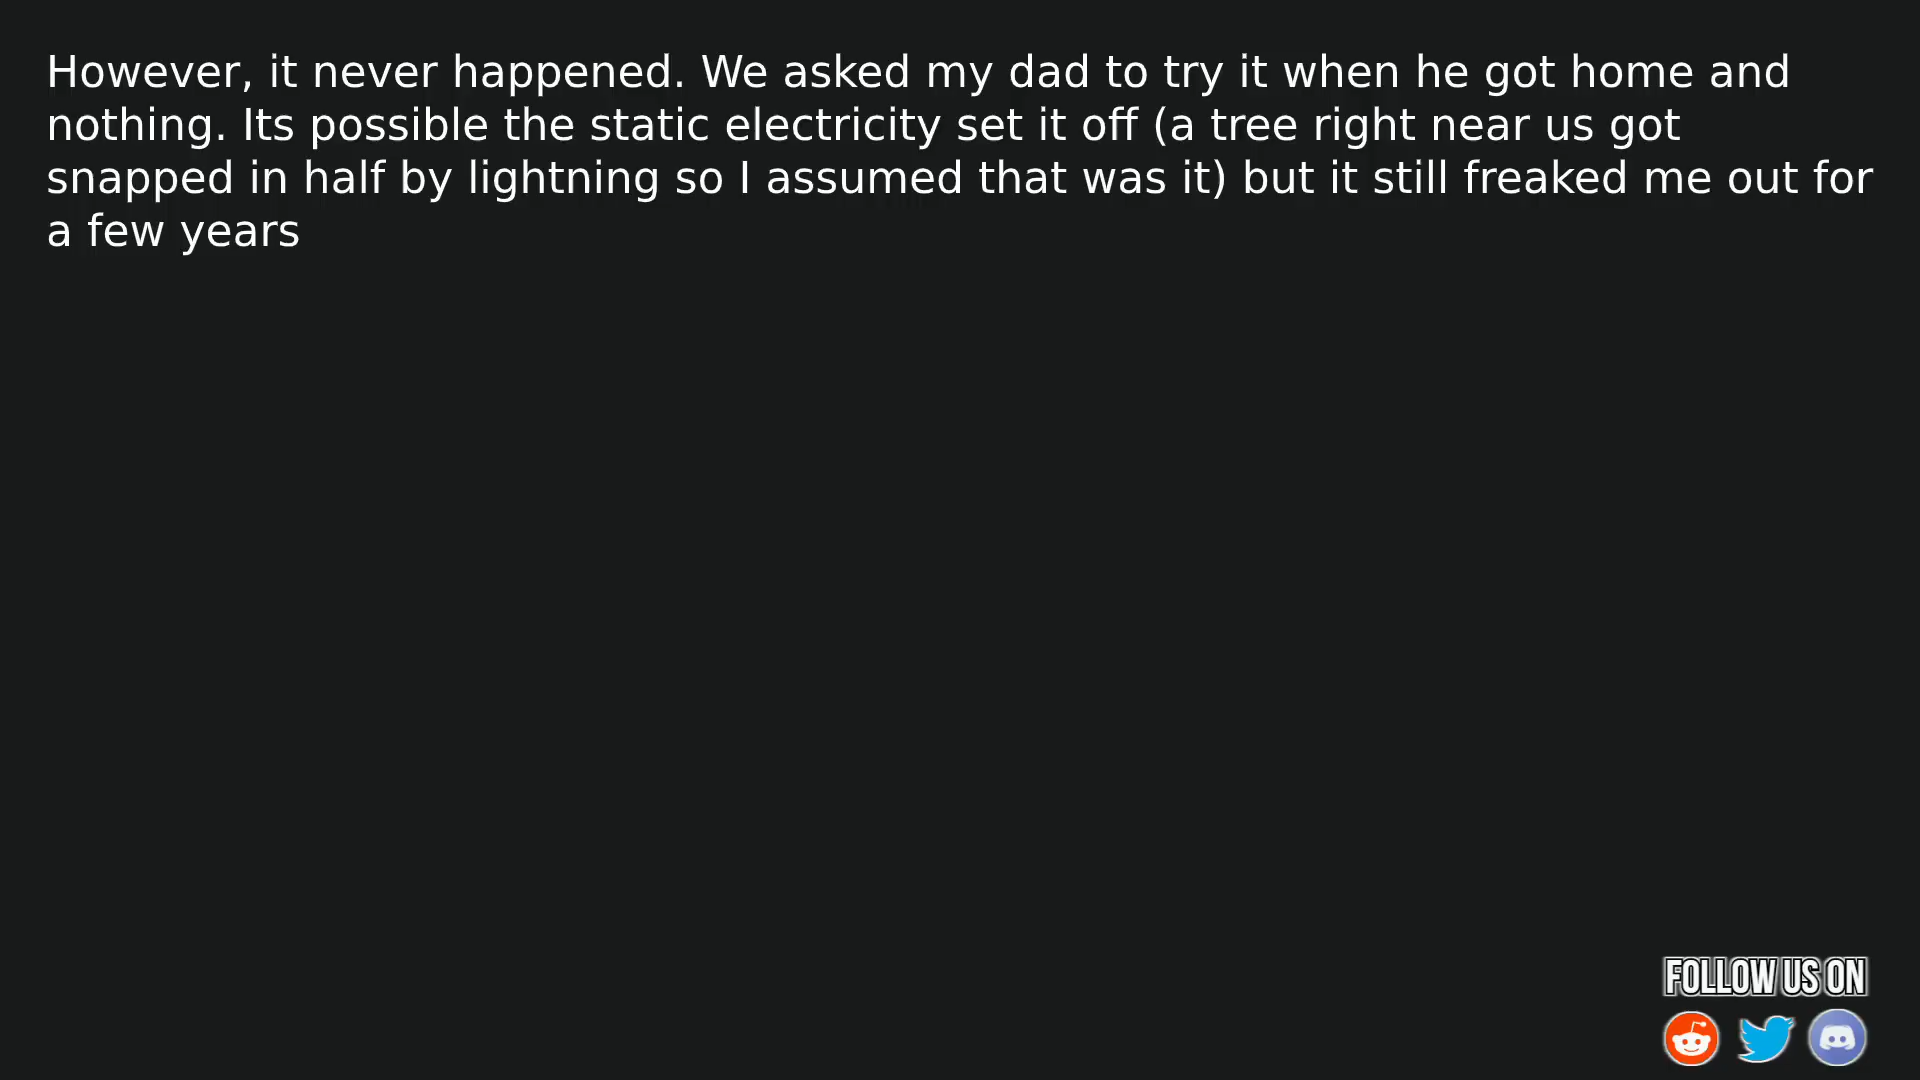 However, it never happened. We asked my dad to try it when he got home and
nothing. Its possible the static electricity set it off (a tree right near us got
snapped in half by lightning so I assumed that was it) but it still freaked me out for
a few years
FOLLOW US ON